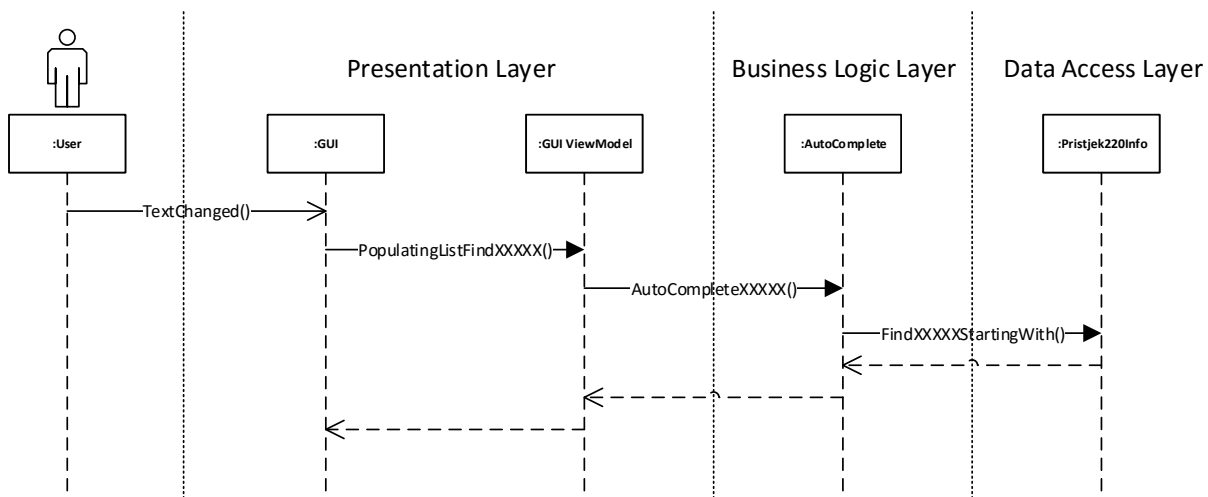 Presentation Layer
Business Logic Layer
Data Access Layer
:User
:GUI
:GUI ViewModel
:AutoComplete
:Pristjek220Info
TextChanged()
PopulatingListFindXXXXX()
AutoCompleteXXXXX()
FindXXXXXStartingWith()